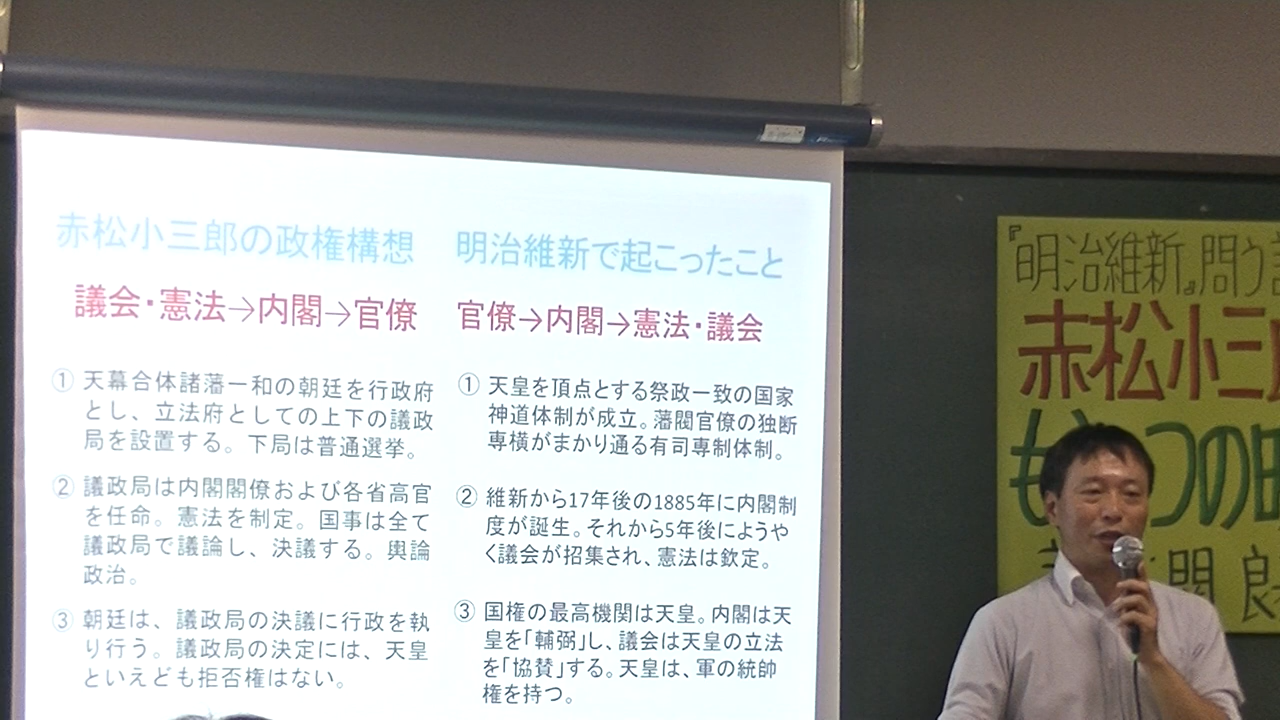 赤松小三郎の政権構想
議会・憲法→内閣→官僚
① 天幕合体諸藩一和の朝廷を行政府
とし、立法府としての上下の議政
局を設置する。下局は普通選挙。
② 議政局は内閣閣僚および各省高官
を任命。憲法を制定。国事は全て
議政局で議論し、決議する。輿論
政治。
③ 朝廷は、議政局の決議に行政を執
り行う。議政局の決定には、天皇
といえども拒否権はない。
明治維新で起こったこと
官僚→内閣→憲法・議会
① 天皇を頂点とする祭政一致の国家
神道体制が成立。藩閥官僚の独断
専横がまかり通る有司専制体制。
② 維新から17年後の1885年に内閣制
度が誕生。それから5年後にようや
く議会が招集され、憲法は欽定。
③ 国権の最高機関は天皇。内閣は天
皇を「輔弼」し、議会は天皇の立法
を「協賛」する。天皇は、軍の統帥
権を持つ。
『明治維新』問う
赤松小三
つの
関良